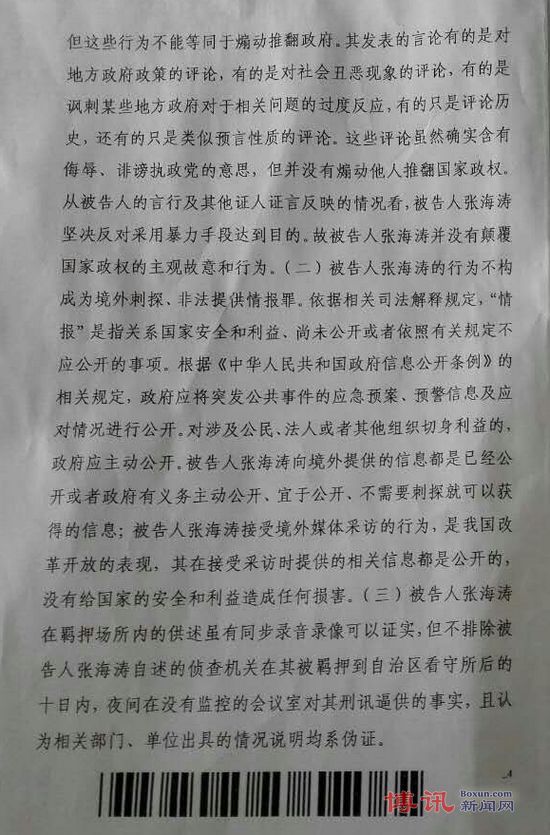 但这些行为不能等同于煽动推翻政府。其发表的言论有的是对
地方政府政策的评论，有的是对社会丑恶现象的评论，有的是
讽刺某些地方政府对于相关问题的过度反应，有的只是评论历
史，还有的只是类似预言性质的评论。这些评论虽然确实含有
侮辱、诽谤执政党的意思，但并没有煽动他人推翻国家政权。
从被告人的言行及其他证人证言反映的情况看，被告人张海涛
坚决反对采用暴力手段达到目的。故被告人张海涛并没有颠覆
国家政权的主观故意和行为。（二）被告人张海涛的行为不构
成为境外刺探、非法提供情报罪。依据相关司法解释规定，“情
报”是指关系国家安全和利益、尚未公开或者依照有关规定不
应公开的事项。根据《中华人民共和国政府信息公开条例》的
相关规定，政府应将突发公共事件的应急预案、预警信息及应
对情况进行公开。对涉及公民、法人或者其他组织切身利益的，
政府应主动公开。被告人张海涛向境外提供的信息都是已经公
开或者政府有义务主动公开、宜于公开、不需要刺探就可以获
得的信息；被告人张海涛接受境外媒体采访的行为，是我国改
革开放的表现，其在接受采访时提供的相关信息都是公开的，
没有给国家的安全和利益造成任何损害。（三）被告人张海涛
在羁押场所内的供述虽有同步录音录像可以证实，但不排除被
告人张海涛自述的侦查机关在其被羁押到自治区看守所后的
十日内，夜间在没有监控的会议室对其刑讯逼供的事实，且认
为相关部门、单位出具的情况说明均系伪证。
博讯 Boxun.com
新闻网